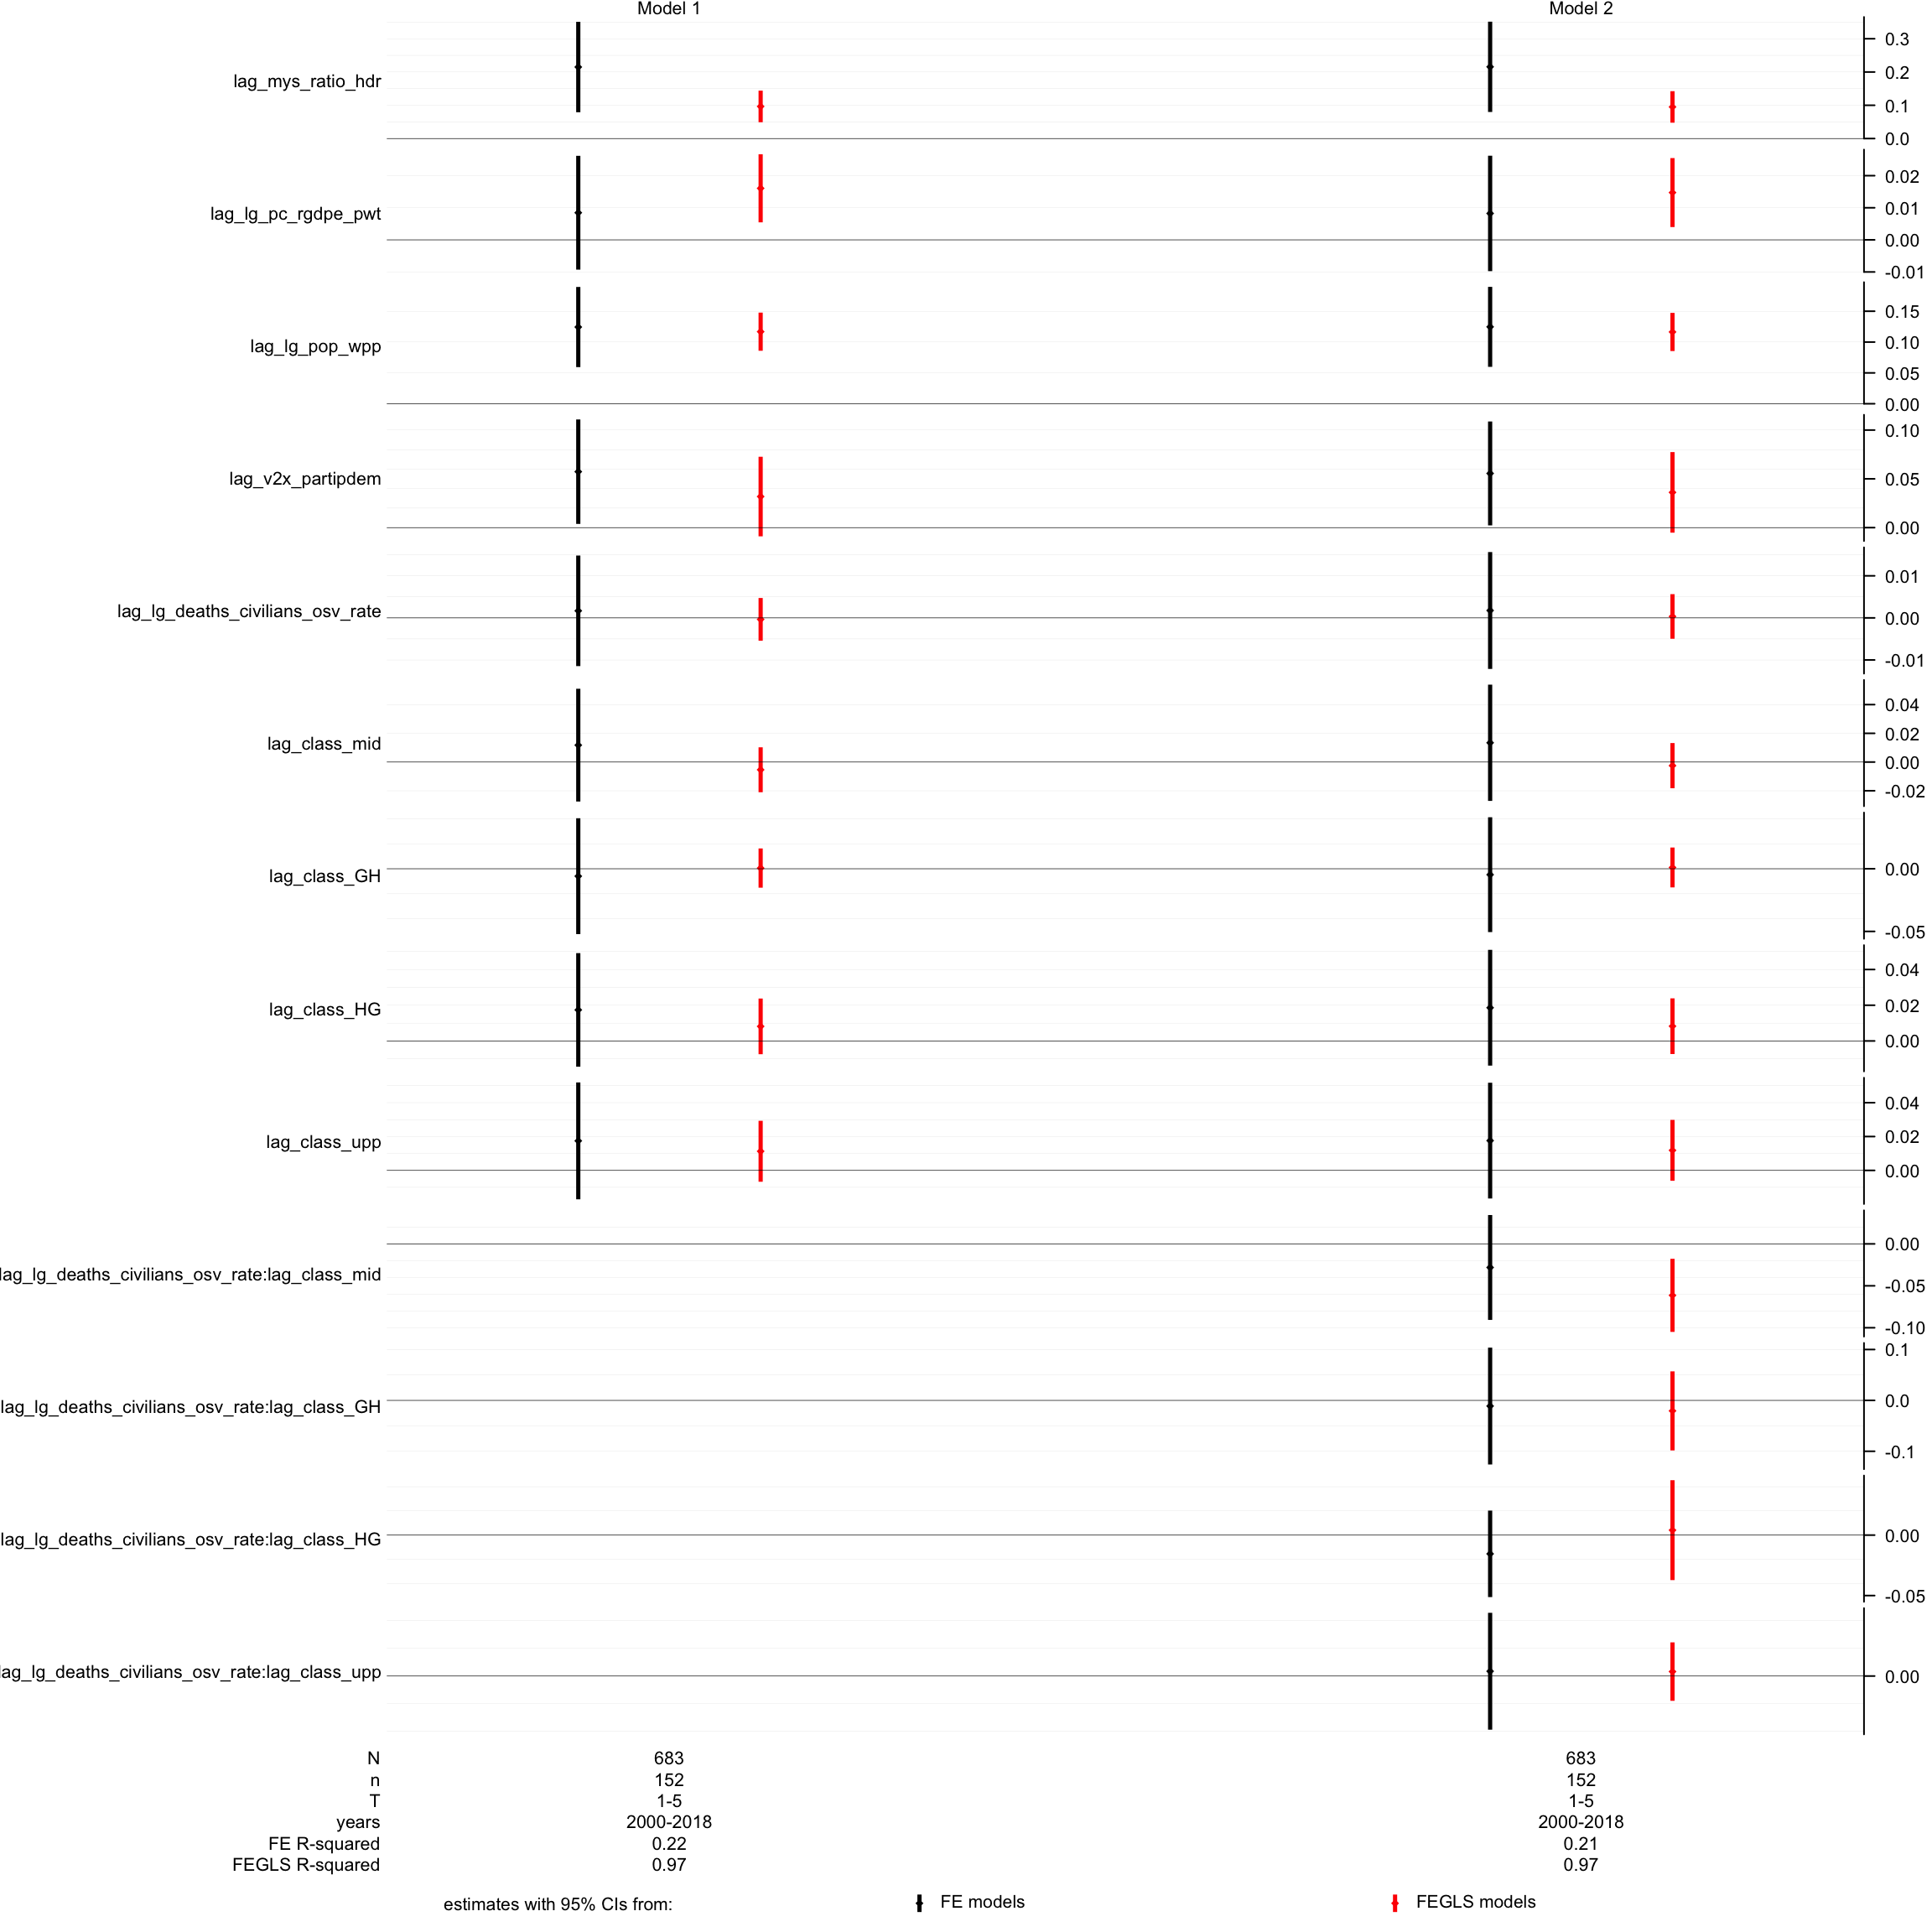 Model 1 Model 2
lag_mys_ratio_hdr
0.3
0.2
0.1
0.0
lag_lg_pc_rgdpe_pwt
0.02
0.01
0.00
-0.01
lag_lg_pop_wpp
0.15
0.10
0.05
0.00
lag_v2x_partipdem
0.10
0.05
0.00
lag_lg_deaths_civilians_osv_rate
0.01
0.00
-0.01
lag_class_mid
0.04
0.02
0.00
-0.02
lag_class_GH
0.00
-0.05
lag_class_HG
0.04
0.02
0.00
lag_class_upp
0.04
0.02
0.00
lag_lg_deaths_civilians_osv_rate:lag_class_mid
0.00
-0.05
-0.10
lag_lg_deaths_civilians_osv_rate:lag_class_GH
0.1
0.0
-0.1
lag_lg_deaths_civilians_osv_rate:lag_class_HG
0.00
-0.05
lag_lg_deaths_civilians_osv_rate:lag_class_upp
0.00
N 683 683
n 152 152
T 1-5 1-5
years 2000-2018 2000-2018
FE R-squared 0.22 0.21
FEGLS R-squared 0.97 0.97
estimates with 95% CIs from: FE models FEGLS models